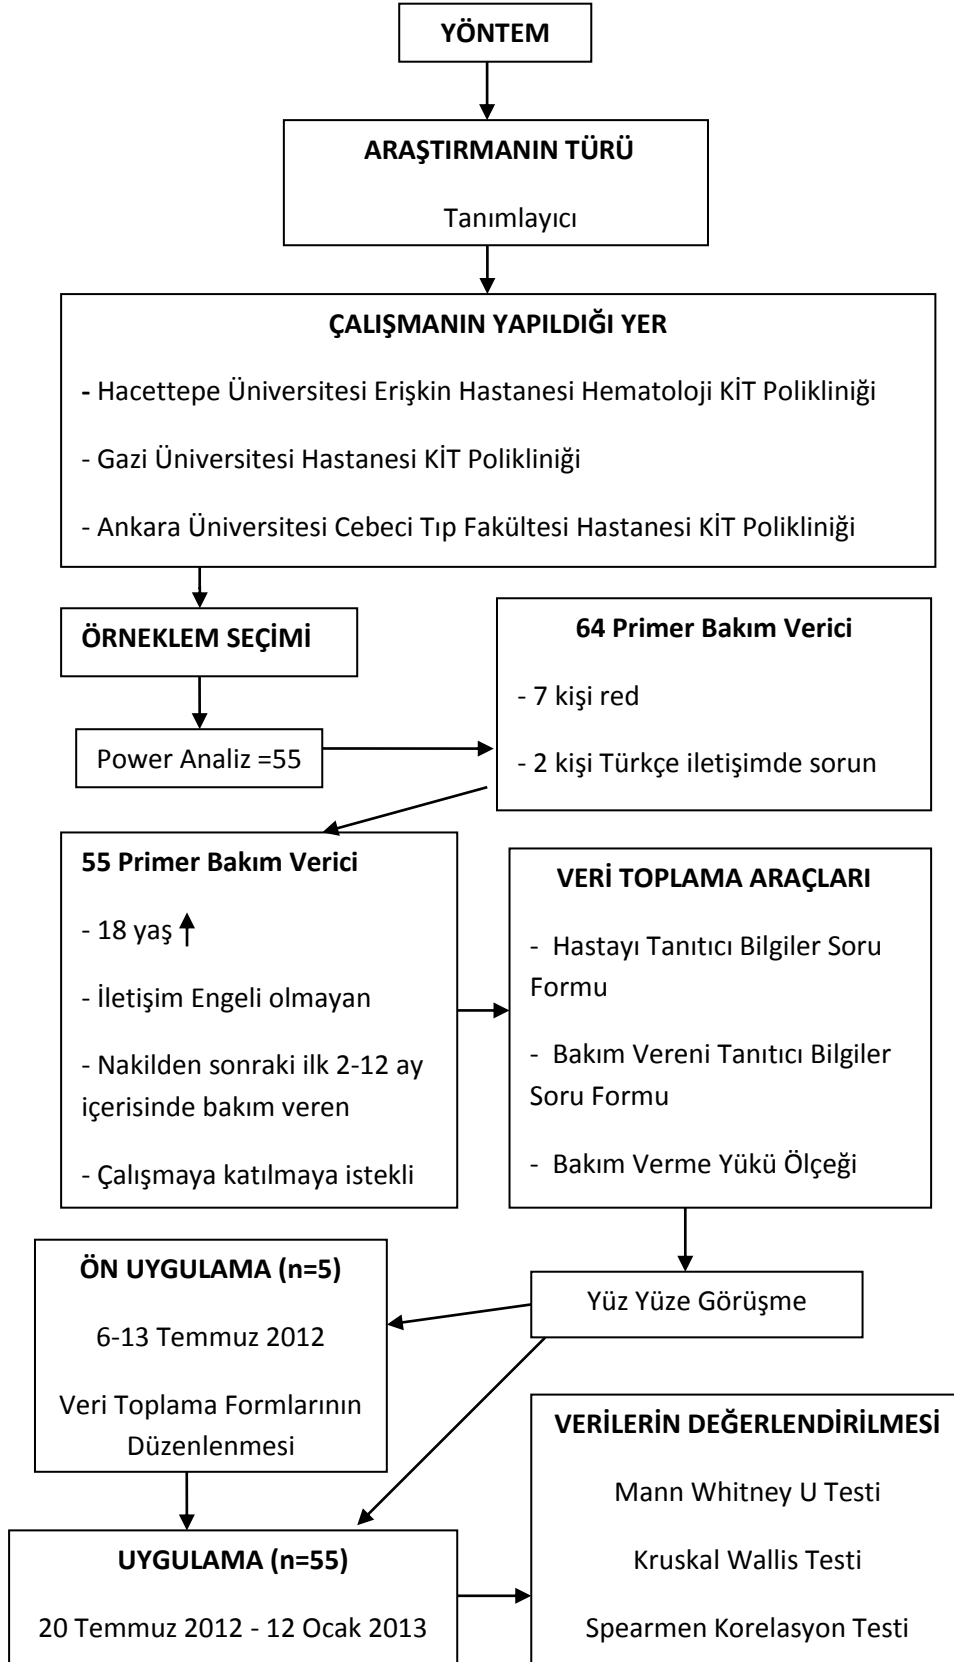 YÖNTEM
ARAŞTIRMANIN TÜRÜ
Tanımlayıcı
ÇALIŞMANIN YAPILDIĞI YER
- Hacettepe Üniversitesi Erişkin Hastanesi Hematoloji KİT Polikliniği
- Gazi Üniversitesi Hastanesi KİT Polikliniği
- Ankara Üniversitesi Cebeci Tıp Fakültesi Hastanesi KİT Polikliniği
ÖRNEKLEM SEÇİMİ
Power Analiz =55
64 Primer Bakım Verici
- 7 kişi red
- 2 kişi Türkçe iletişimde sorun
55 Primer Bakım Verici
- 18 yaş
- İletişim Engeli olmayan
- Nakilden sonraki ilk 2-12 ay
içerisinde bakım veren
- Çalışmaya katılmaya istekli
VERİ TOPLAMA ARAÇLARI
- Hastayı Tanıtıcı Bilgiler Soru
Formu
- Bakım Vereni Tanıtıcı Bilgiler
Soru Formu
- Bakım Verme Yükü Ölçeği
Yüz Yüze Görüşme
ÖN UYGULAMA (n=5)
6-13 Temmuz 2012
Veri Toplama Formlarının
Düzenlenmesi
UYGULAMA (n=55)
20 Temmuz 2012 - 12 Ocak 2013
VERİLERİN DEĞERLENDİRİLMESİ
Mann Whitney U Testi
Kruskal Wallis Testi
Spearmen Korelasyon Testi